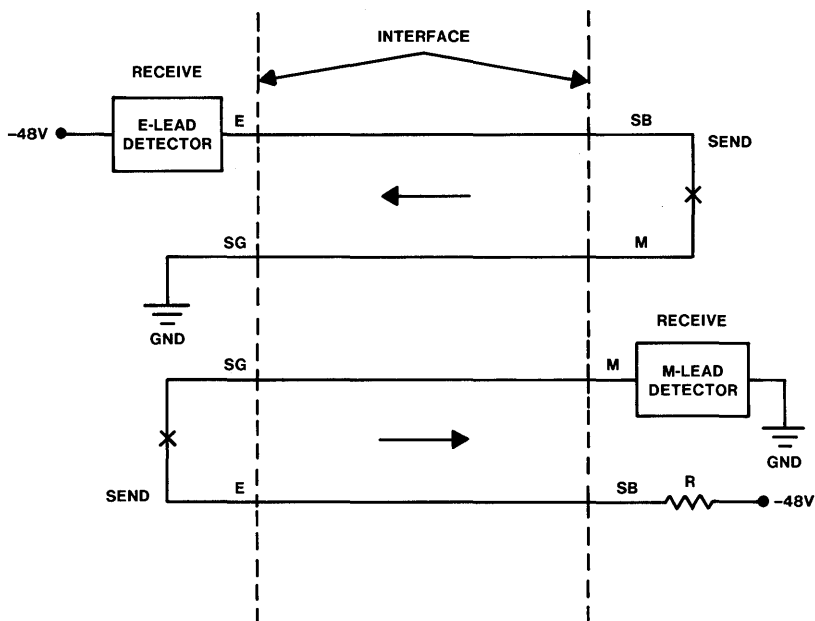 INTERFACE
RECEIVE
-48V
E-LEAD
DETECTOR
E
SB
SEND
SG
M
GND
RECEIVE
SG
M
M-LEAD
DETECTOR
GND
SEND
E
SB
R
-48V